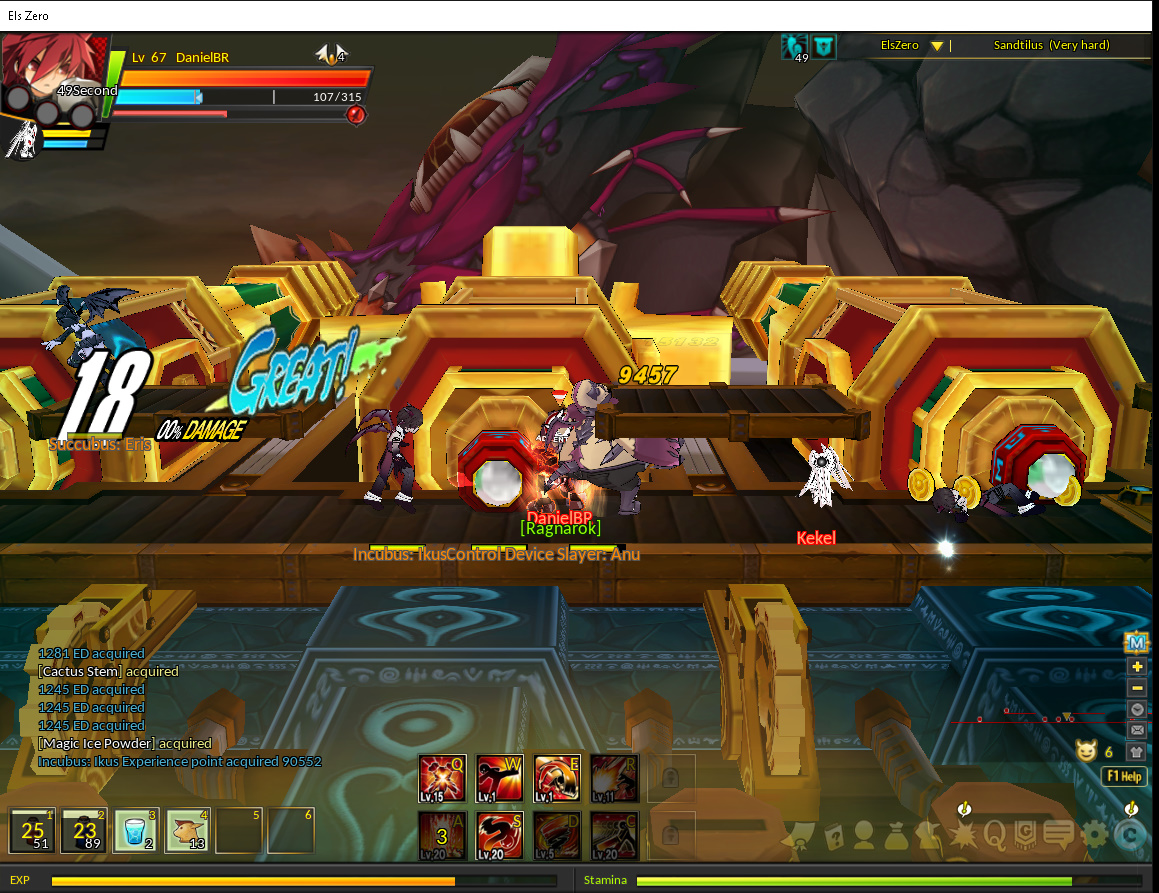 Els Zero
Lv 67 DanielBR
4
49Second
107/315
49
ElsZero
Sandtilus (Very hard)
5132
9457
18
GREAT!
00% DAMAGE
Succubus: Eris
DanielBR
[Ragnarok]
Kekel
Incubus: Ikus
Control Device
Slayer: Anu
1281 ED acquired
[Cactus Stem] acquired
1245 ED acquired
1245 ED acquired
1245 ED acquired
[Magic Ice Powder] acquired
Incubus: Ikus Experience point acquired 90552
M
6
F1 Help
Q
Lv.15
W
Lv.1
E
Lv.1
R
Lv.11
A
3
Lv.20
S
Lv.20
D
Lv.5
C
Lv.20
1
25
51
2
23
89
3
2
4
13
5
6
EXP
Stamina